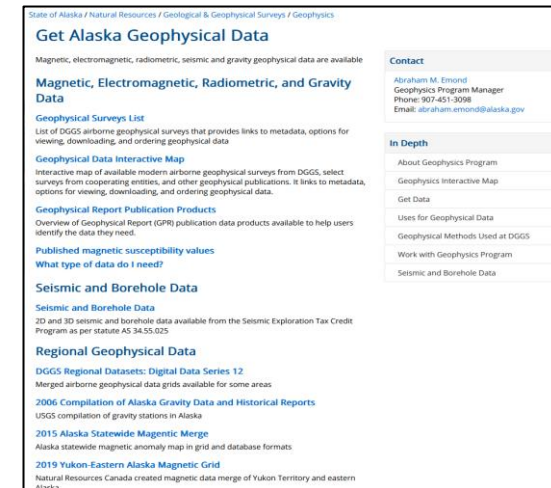 State of Alaska / Natural Resources / Geological & Geophysical Surveys / Geophysics
Get Alaska Geophysical Data
Magnetic, electromagnetic, radiometric, seismic and gravity geophysical data are available
Magnetic, Electromagnetic, Radiometric, and Gravity
Data
Geophysical Surveys List
List of DGGS airborne geophysical surveys that provides links to metadata, options for
viewing, downloading, and ordering geophysical data
Geophysical Data Interactive Map
Interactive map of available modern airborne geophysical surveys from DGGS, select
surveys from cooperating entities, and other geophysical publications. It links to metadata,
options for viewing, downloading, and ordering geophysical data.
Geophysical Report Publication Products
Overview of Geophysical Report (GPR) publication data products available to help users
identify the data they need.
Published magnetic susceptibility values
What type of data do I need?
Seismic and Borehole Data
Seismic and Borehole Data
2D and 3D seismic and borehole data available from the Seismic Exploration Tax Credit
Program as per statute AS 34.55.025
Regional Geophysical Data
DGGS Regional Datasets: Digital Data Series 12
Merged airborne geophysical data grids available for some areas
2006 Compilation of Alaska Gravity Data and Historical Reports
USGS compilation of gravity stations in Alaska
2015 Alaska Statewide Magentic Merge
Alaska statewide magnetic anomaly map in grid and database formats
2019 Yukon-Eastern Alaska Magnetic Grid
Natural Resources Canada created magnetic data merge of Yukon Territory and eastern
Alaska
Contact
Abraham M. Emond
Geophysics Program Manager
Phone: 907-451-3098
Email: abraham.emond@alaska.gov
In Depth
About Geophysics Program
Geophysics Interactive Map
Get Data
Uses for Geophysical Data
Geophysical Methods Used at DGGS
Work with Geophysics Program
Seismic and Borehole Data